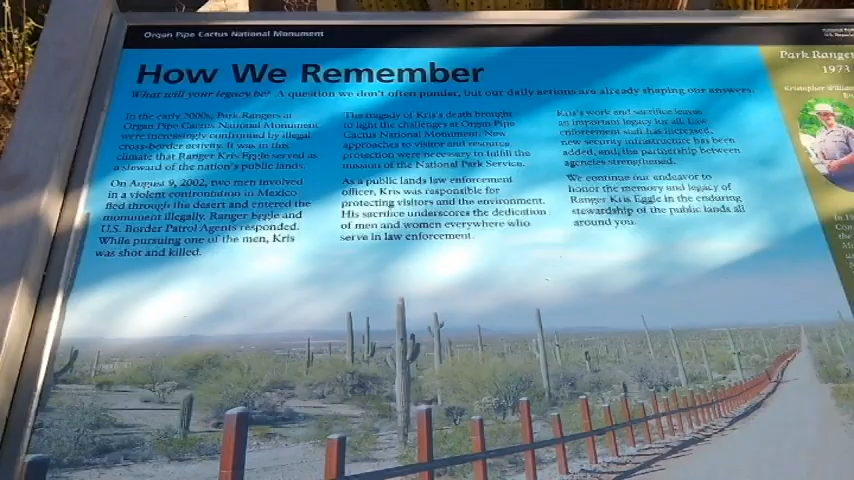 Organ Pipe Cactus National Monument
How We Remember
What will your legacy be? A question we don't often ponder, but our daily actions are already shaping our answers.
In the early 2000s, Park Rangers at
Organ Pipe Cactus National Monument
were increasingly confronted by illegal
cross-border activity. It was in this
climate that Ranger Kris Eggle served as
a steward of the nation's public lands.
On August 9, 2002, two men involved
in a violent confrontation in Mexico
fled through the desert and entered the
monument illegally. Ranger Eggle and
U.S. Border Patrol Agents responded.
While pursuing one of the men, Kris
was shot and killed.
The tragedy of Kris's death brought
to light the challenges at Organ Pipe
Cactus National Monument. New
approaches to visitor and resource
protection were necessary to fulfill the
mission of the National Park Service.
As a public lands law enforcement
officer, Kris was responsible for
protecting visitors and the environment.
His sacrifice underscores the dedication
of men and women everywhere who
serve in law enforcement.
Kris's work and sacrifice leaves
an important legacy for all. Law
enforcement staff has increased,
new security infrastructure has been
added, and, the partnership between
agencies strengthened.
We continue our endeavor to
honor the memory and legacy of
Ranger Kris Eggle in the enduring
stewardship of the public lands all
around you.
Park Ranger
1973
In
Con
the